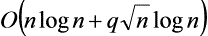 O(n log n + q√n log n)